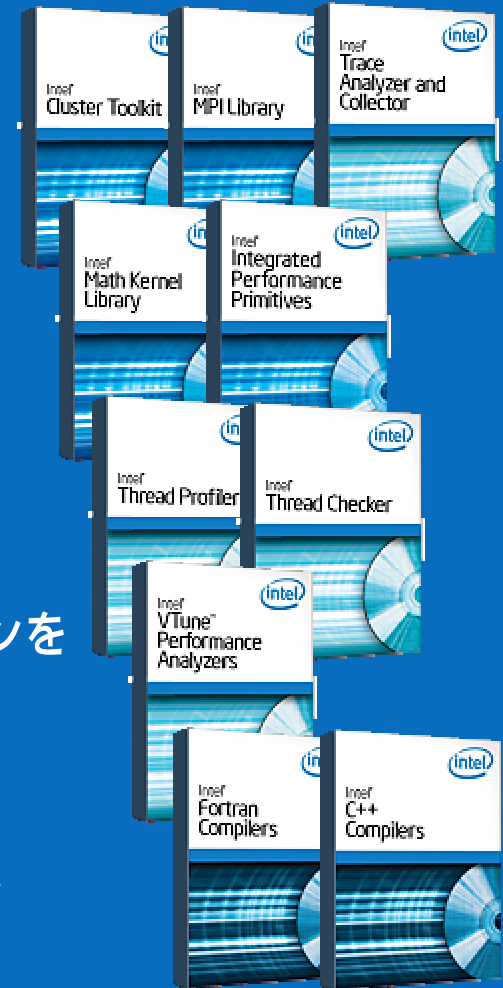 intel
Intel®
Cluster Toolkit
Intel®
MPI Library
intel
Intel®
Trace
Analyzer and
Collector
Intel®
Math Kernel
Library
intel
Intel®
Integrated
Performance
Primitives
Intel®
Thread Profiler
intel
Intel®
Thread Checker
ンを
intel
Intel®
VTune™
Performance
Analyzers
Intel®
Fortran
Compilers
intel
Intel®
C++
Compilers